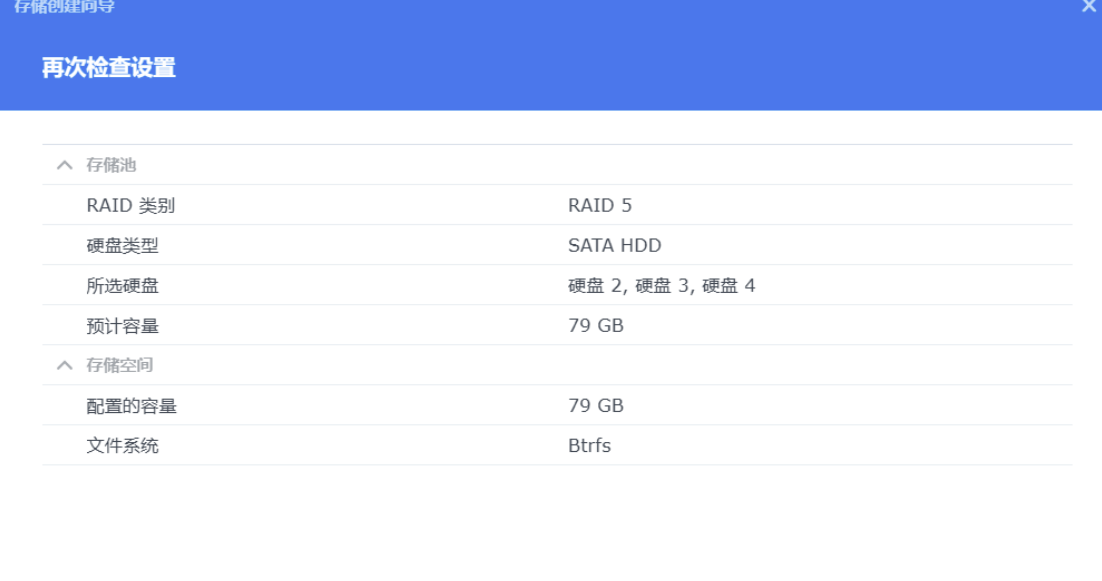 存储创建向导
再次检查设置
存储池
RAID 类别 RAID 5
硬盘类型 SATA HDD
所选硬盘 硬盘 2, 硬盘 3, 硬盘 4
预计容量 79 GB
存储空间
配置的容量 79 GB
文件系统 Btrfs